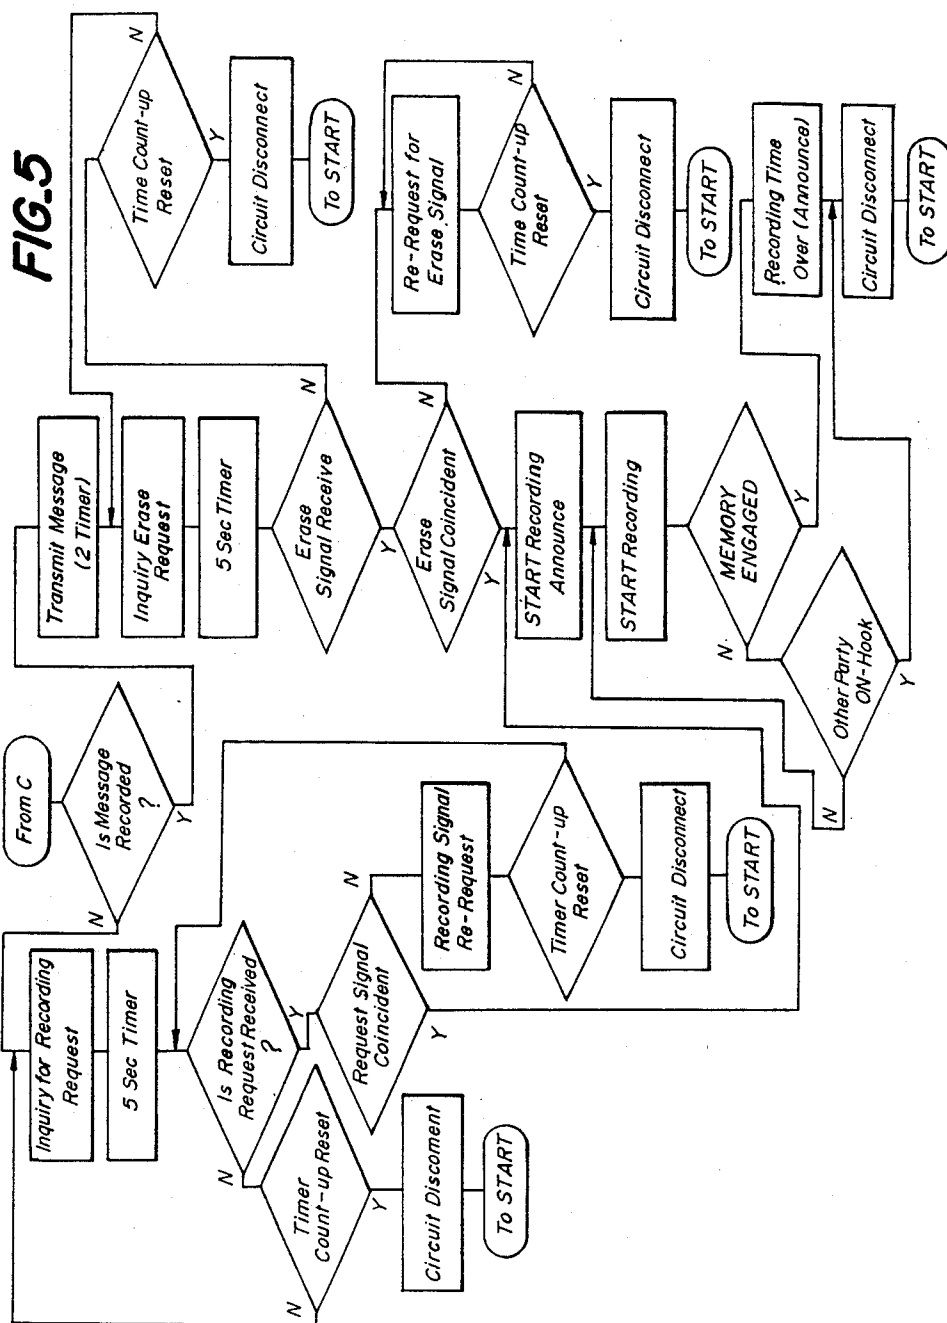 FIG_5
From C
Is Message
Recorded
?
N
Y
Inquiry for Recording
Request
5 Sec Timer
Is Recording
Request Received
?
N
Y
Timer
Count-up Reset
N
Y
Circuit Discoment
To START
Request Signal
Coincident
N
Y
Recording Signal
Re-Request
Timer Count-up
Reset
Circuit Disconnect
To START
Transmit Message
(2 Timer)
Inquiry Erase
Request
5 Sec Timer
Erase
Signal Receive
N
Y
Time Count-up
Reset
N
Y
Circuit Disconnect
To START
Erase
Signal Coincident
N
Y
Re-Request for
Erase Signal
Time Count-up
Reset
N
Y
Circuit Disconnect
To START
START Recording
Announce
START Recording
MEMORY
ENGAGED
N
Y
Other Party
ON-Hook
N
Y
Recording Time
Over (Announce)
Circuit Disconnect
To START